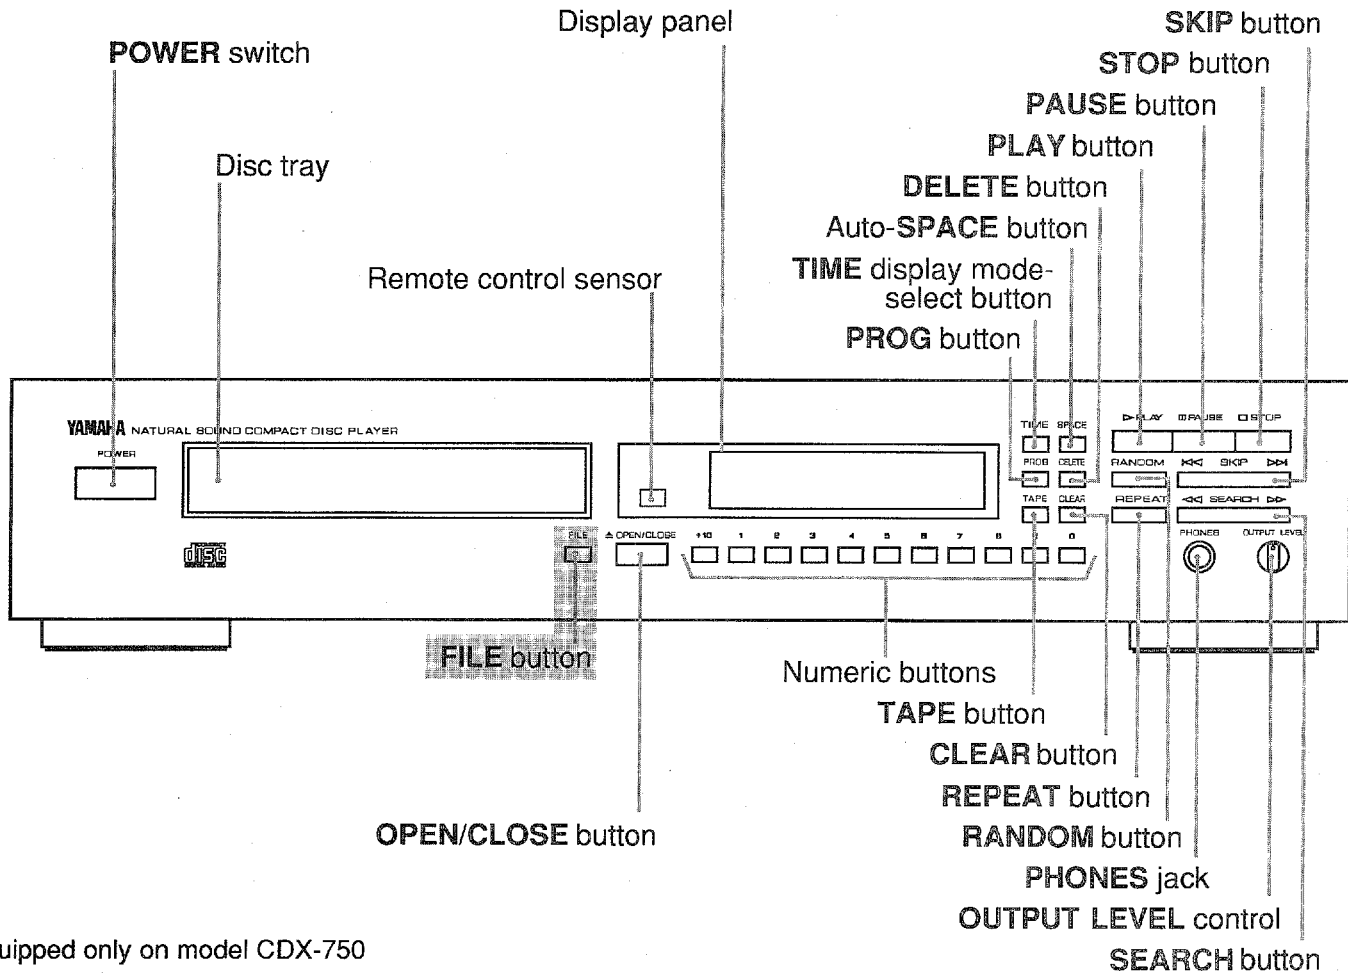 Display panel
SKIP button
POWER switch
STOP button
PAUSE button
PLAY button
Disc tray
DELETE button
Auto-SPACE button
TIME display mode-
select button
Remote control sensor
PROG button
YAMAHA NATURAL SOUND COMPACT DISC PLAYER
POWER
TIME SPACE
PLAY PAUSE STOP
PROG DELETE RANDOM SKIP
TAPE CLEAR REPEAT SEARCH
disc
FILE
OPEN/CLOSE
+10 1 2 3 4 5 6 7 8 0
PHONES OUTPUT LEVEL
FILE button
Numeric buttons
TAPE button
CLEAR button
REPEAT button
OPEN/CLOSE button
RANDOM button
PHONES jack
OUTPUT LEVEL control
only on model CDX-750
SEARCH button